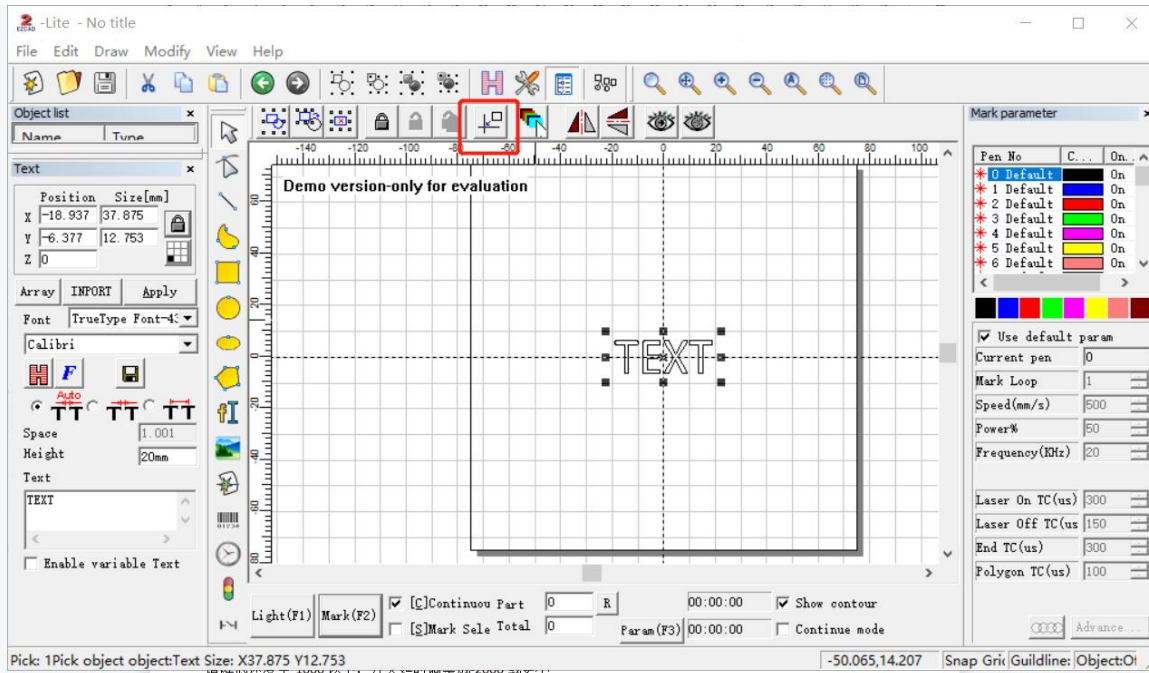 -Lite - No title
File Edit Draw Modify View Help
Object list
Name Type
Text
Position Size[mm]
X -18.937 37.875
Y -6.377 12.753
Z 0
Array INPORT Apply
Font TrueType Font-43
Calibri
F
Auto
Space 1.001
Height 20mm
Text
TEXT
Enable variable Text
-140 -120 -100 -80 -60 -40 -20 0 20 40 60 80 100
Demo version-only for evaluation
TEXT
Light(F1) Mark(F2) [C]Continuou Part 0 R 00:00:00 Show contour
[S]Mark Sele Total 0 Param(F3) 00:00:00 Continue mode
Mark parameter
Pen No C... On...
0 Default On
1 Default On
2 Default On
3 Default On
4 Default On
5 Default On
6 Default On
Use default param
Current pen 0
Mark Loop 1
Speed(mm/s) 500
Power% 50
Frequency(KHz) 20
Laser On TC(us) 300
Laser Off TC(us 150
End TC(us) 300
Polygon TC(us) 100
Advance...
Pick: 1Pick object object:Text Size: X37.875 Y12.753 -50.065,14.207 Snap Gri Guildline: Object:Of